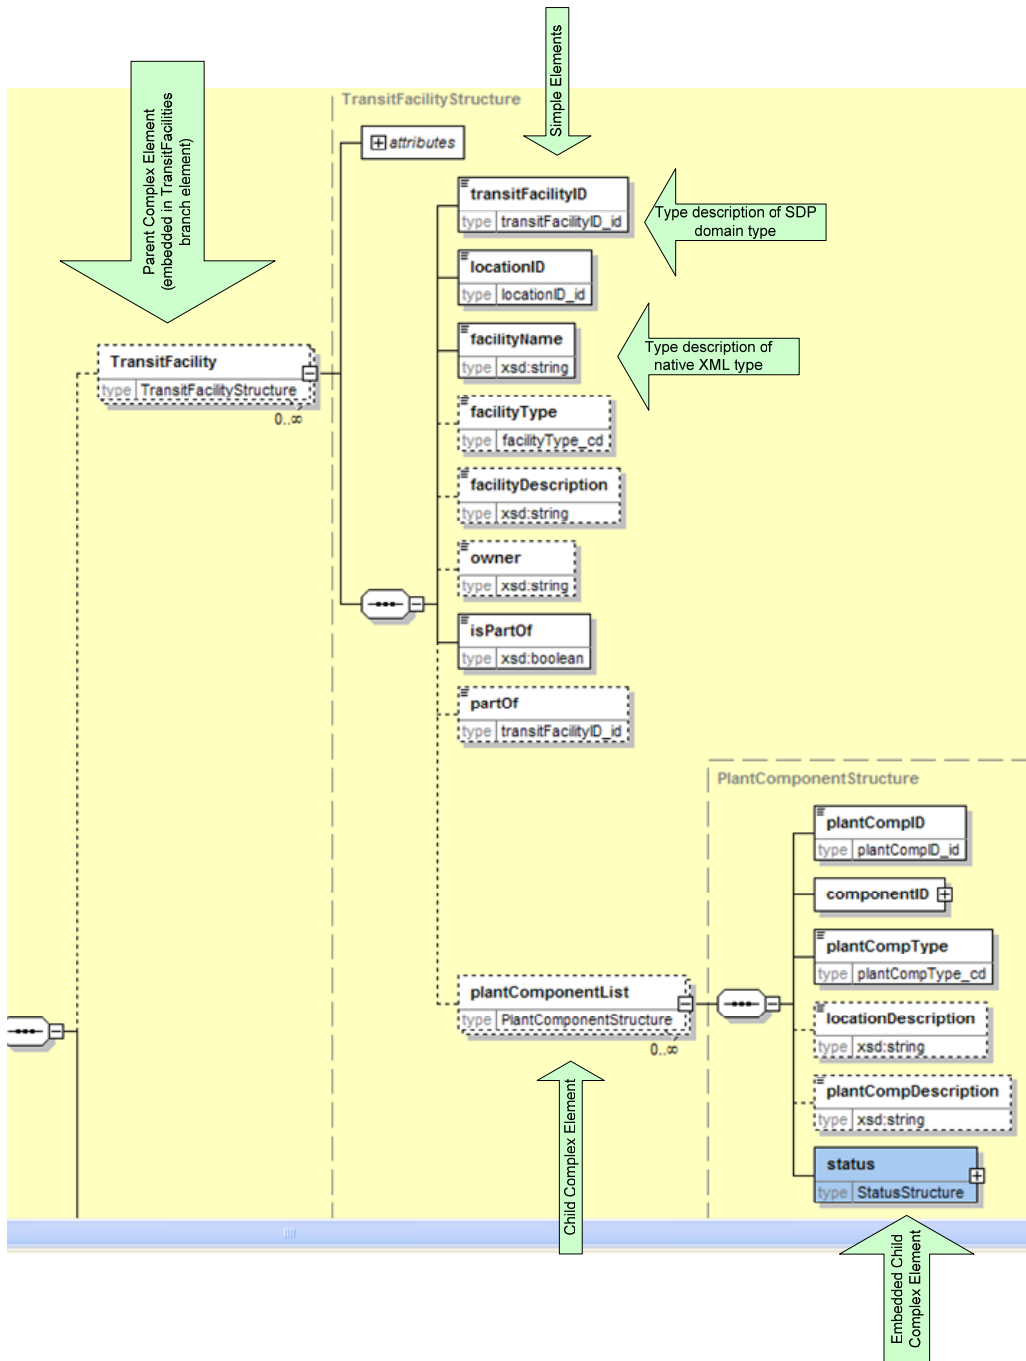 Simple Elements
Parent Complex Element
(embedded in TransitFacilities
branch element)
TransitFacilityStructure
attributes
transitFacilityID
type transitFacilityID_id
Type description of SDP
domain type
locationID
type locationID_id
facilityName
type xsd:string
Type description of
native XML type
TransitFacility
type TransitFacilityStructure
0..∞
facilityType
type facilityType_cd
facilityDescription
type xsd:string
owner
type xsd:string
isPartOf
type xsd:boolean
partOf
type transitFacilityID_id
PlantComponentStructure
plantCompID
type plantCompID_id
componentID
plantCompType
type plantCompType_cd
plantComponentList
type PlantComponentStructure
0..∞
locationDescription
type xsd:string
plantCompDescription
type xsd:string
status
type StatusStructure
Child Complex Element
Embedded Child
Complex Element